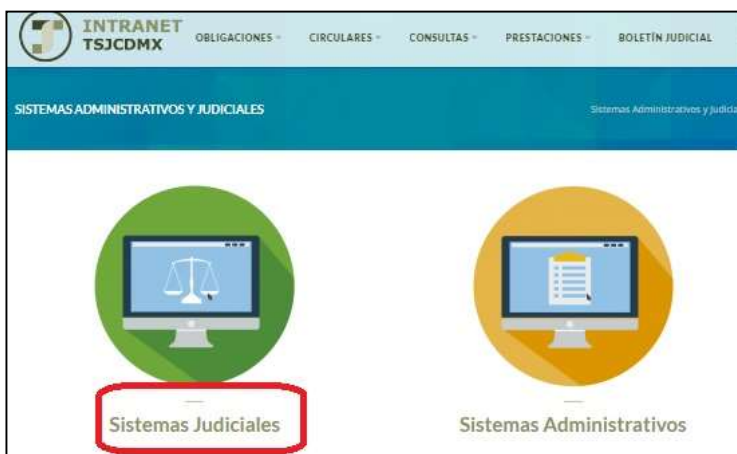 INTRANET
TSJCDMX
OBLIGACIONES
CIRCULARES
CONSULTAS
PRESTACIONES
BOLETÍN JUDICIAL
SISTEMAS ADMINISTRATIVOS Y JUDICIALES
Sistemas Administrativos y Judicia
Sistemas Judiciales
Sistemas Administrativos